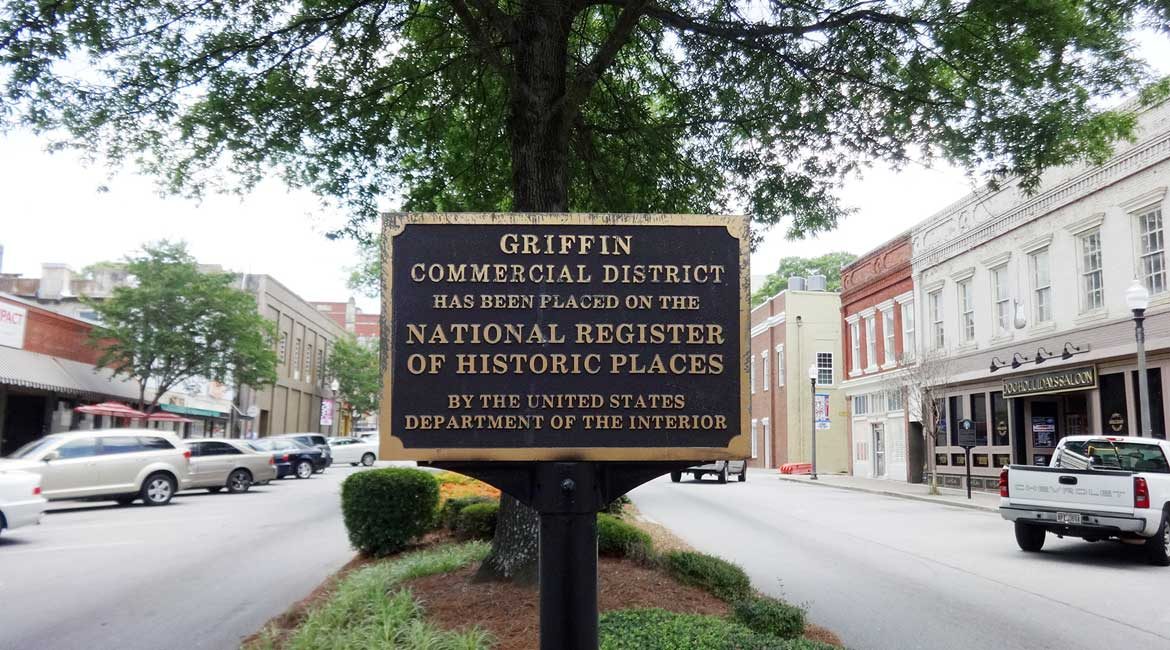 GRIFFIN
COMMERCIAL DISTRICT
HAS BEEN PLACED ON THE
NATIONAL REGISTER
OF HISTORIC PLACES
BY THE UNITED STATES
DEPARTMENT OF THE INTERIOR
DOC HOLLIDAY'S SALOON
CHEVROLET